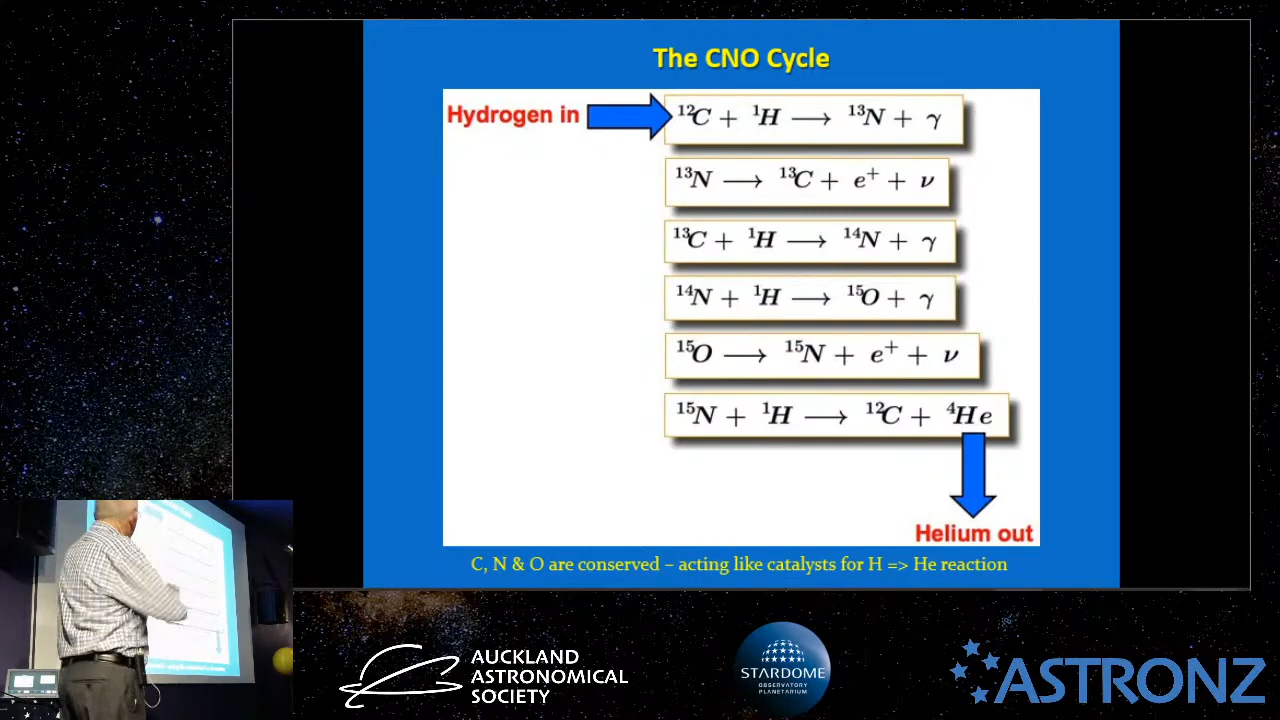 The CNO Cycle
Hydrogen in
¹²C + ¹H ⟶ ¹³N + γ
¹³N ⟶ ¹³C + e⁺ + ν
¹³C + ¹H ⟶ ¹⁴N + γ
¹⁴N + ¹H ⟶ ¹⁵O + γ
¹⁵O ⟶ ¹⁵N + e⁺ + ν
¹⁵N + ¹H ⟶ ¹²C + ⁴He
Helium out
C, N & O are conserved – acting like catalysts for H => He reaction
AUCKLAND
ASTRONOMICAL
SOCIETY
STARDOME
OBSERVATORY
PLANETARIUM
ASTRONZ